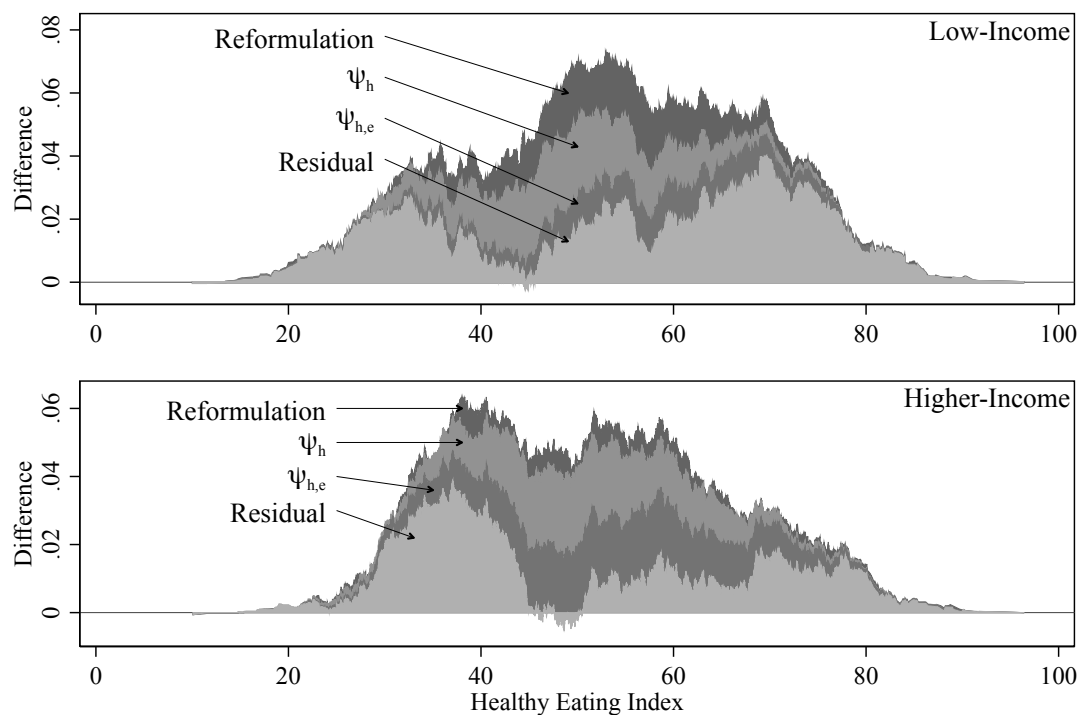 Low-Income
Reformulation
ψh
ψh,e
Residual
Difference
.08
.06
.04
.02
0
0 20 40 60 80 100
Higher-Income
Reformulation
ψh
ψh,e
Residual
Difference
.06
.04
.02
0
0 20 40 60 80 100
Healthy Eating Index